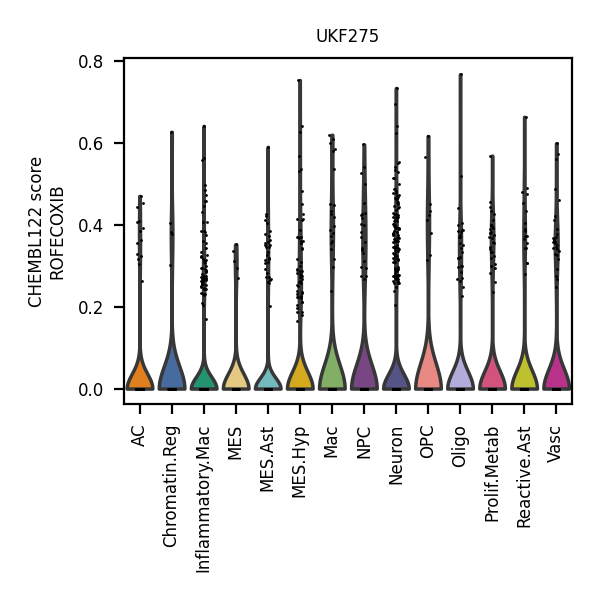 UKF275
CHEMBL122 score
ROFECOXIB
0.8
0.6
0.4
0.2
0.0
AC
Chromatin.Reg
Inflammatory.Mac
MES
MES.Ast
MES.Hyp
Mac
NPC
Neuron
OPC
Oligo
Prolif.Metab
Reactive.Ast
Vasc